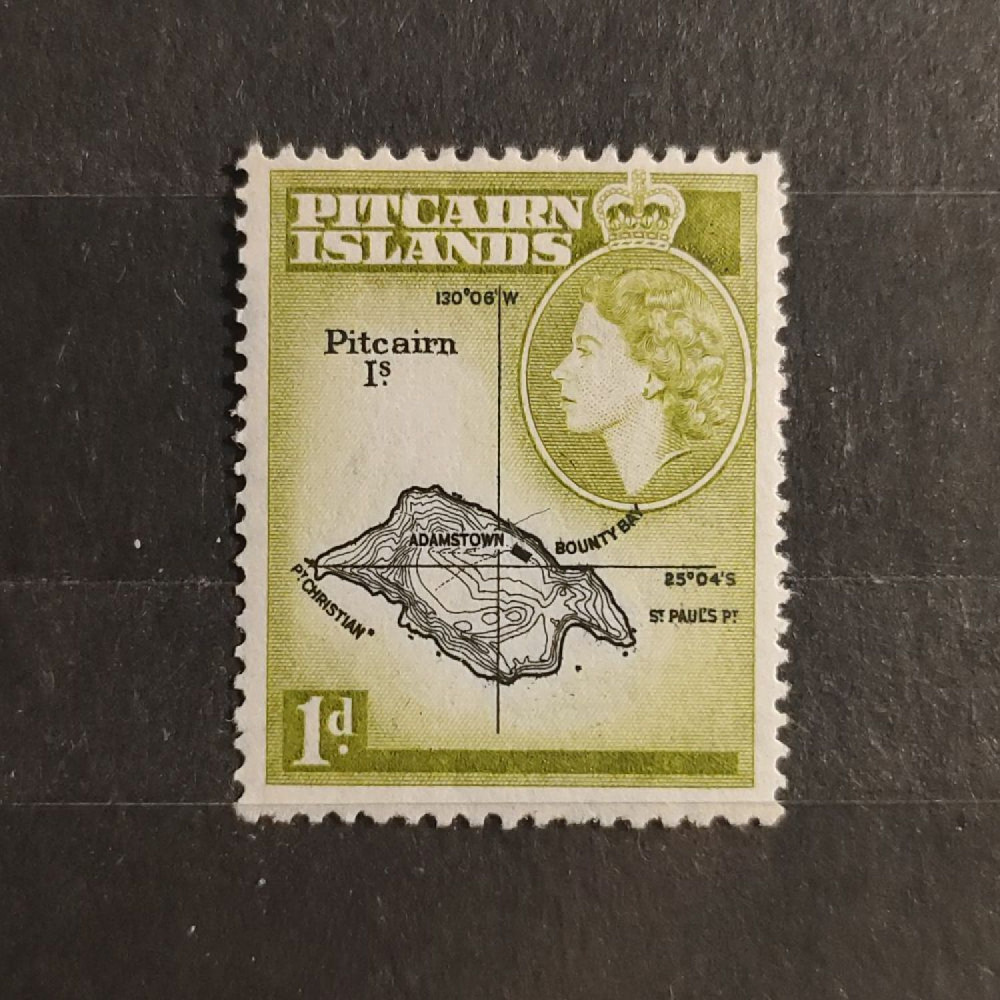 PITCAIRN
ISLANDS
130°06' W
Pitcairn
Is.
ADAMSTOWN
BOUNTY BAY
25°04'S
PT CHRISTIAN
ST PAUL'S PT
1d.